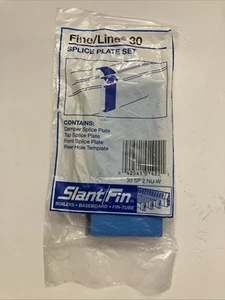 Fine/Line® 30
SPLICE PLATE SET
CONTAINS:
Damper Splice Plate
Top Splice Plate
Front Splice Plate
Rear Hole Template
30 SP 2 NU W
Slant/Fin®
BOILERS • BASEBOARD • FIN-TUBE